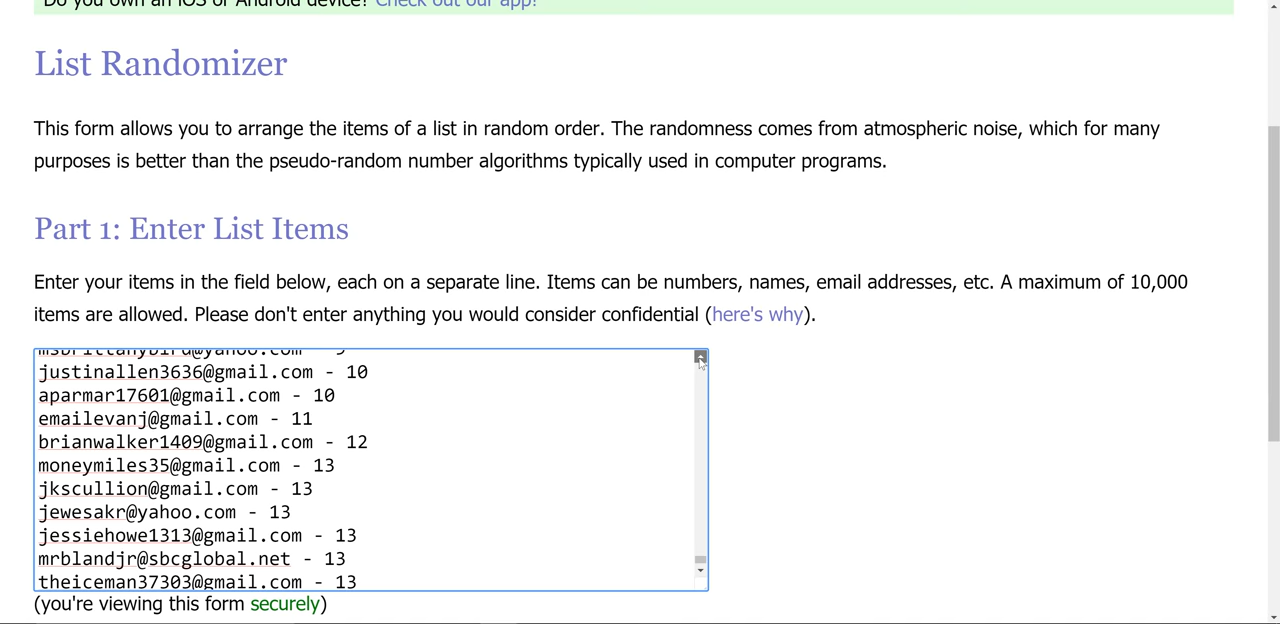 Do you own an iOS or Android device? Check out our app!
List Randomizer
This form allows you to arrange the items of a list in random order. The randomness comes from atmospheric noise, which for many
purposes is better than the pseudo-random number algorithms typically used in computer programs.
Part 1: Enter List Items
Enter your items in the field below, each on a separate line. Items can be numbers, names, email addresses, etc. A maximum of 10,000
items are allowed. Please don't enter anything you would consider confidential (here's why).
msbrittanybird@yahoo.com - 9
justinallen3636@gmail.com - 10
aparmar17601@gmail.com - 10
emailevanj@gmail.com - 11
brianwalker1409@gmail.com - 12
moneymiles35@gmail.com - 13
jkscullion@gmail.com - 13
jewesakr@yahoo.com - 13
jessiehowe1313@gmail.com - 13
mrblandjr@sbcglobal.net - 13
theiceman37303@gmail.com - 13
(you're viewing this form securely)